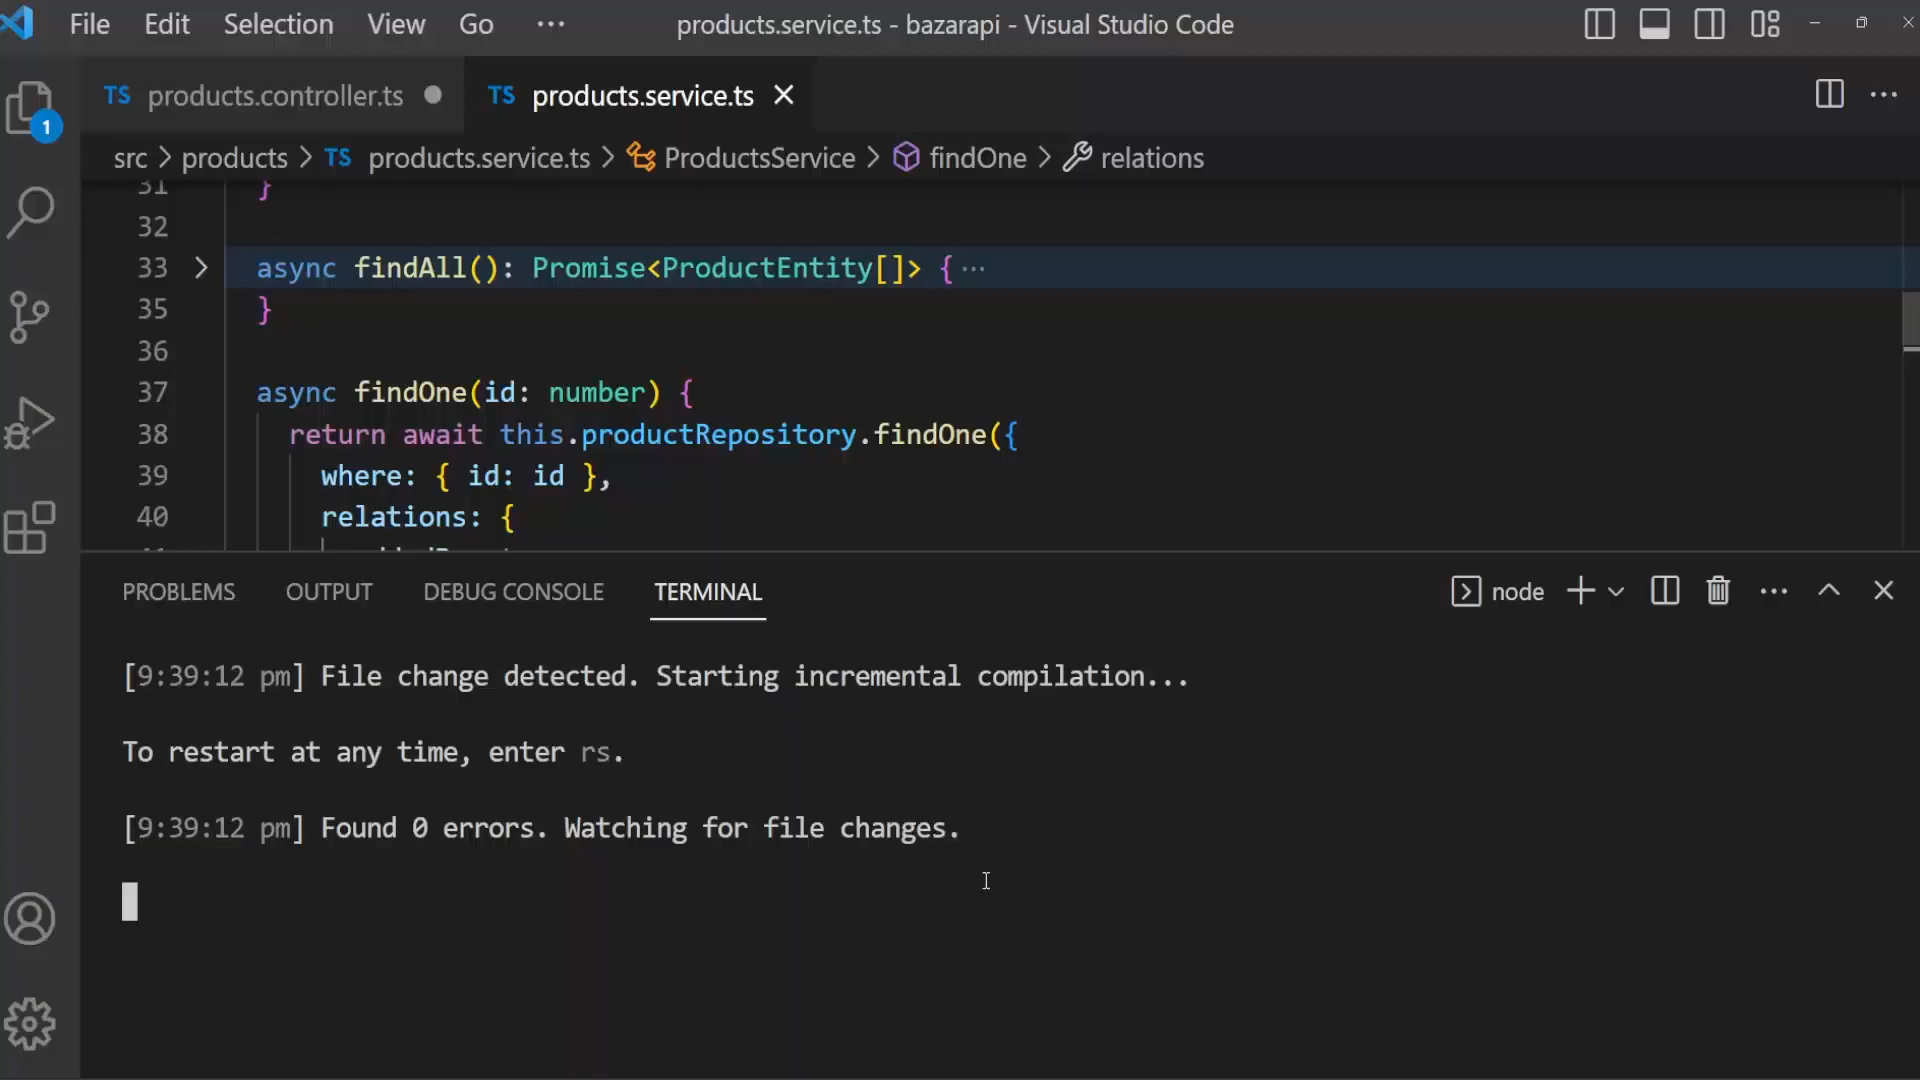 File Edit Selection View Go ··· products.service.ts - bazarapi - Visual Studio Code
TS products.controller.ts TS products.service.ts
1
src > products > TS products.service.ts > ProductsService > findOne > relations
31 }
32
33 async findAll(): Promise<ProductEntity[]> { ···
35 }
36
37 async findOne(id: number) {
38 return await this.productRepository.findOne({
39 where: { id: id },
40 relations: {
PROBLEMS OUTPUT DEBUG CONSOLE TERMINAL node
[9:39:12 pm] File change detected. Starting incremental compilation...
To restart at any time, enter rs.
[9:39:12 pm] Found 0 errors. Watching for file changes.